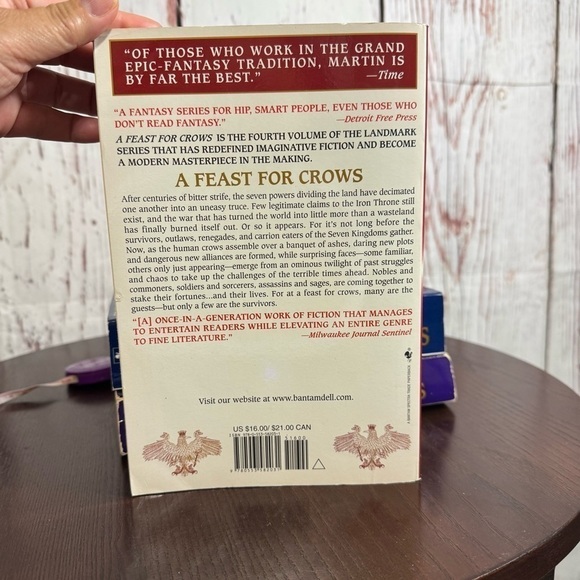 “OF THOSE WHO WORK IN THE GRAND
EPIC-FANTASY TRADITION, MARTIN IS
BY FAR THE BEST.” —Time
“A FANTASY SERIES FOR HIP, SMART PEOPLE, EVEN THOSE WHO
DON’T READ FANTASY.” —Detroit Free Press
A FEAST FOR CROWS IS THE FOURTH VOLUME OF THE LANDMARK
SERIES THAT HAS REDEFINED IMAGINATIVE FICTION AND BECOME
A MODERN MASTERPIECE IN THE MAKING.
A FEAST FOR CROWS
After centuries of bitter strife, the seven powers dividing the land have decimated
one another into an uneasy truce. Few legitimate claims to the Iron Throne still
exist, and the war that has turned the world into little more than a wasteland
has finally burned itself out. Or so it appears. For it’s not long before the
survivors, outlaws, renegades, and carrion eaters of the Seven Kingdoms gather.
Now, as the human crows assemble over a banquet of ashes, daring new plots
and dangerous new alliances are formed, while surprising faces—some familiar,
others only just appearing—emerge from an ominous twilight of past struggles
and chaos to take up the challenges of the terrible times ahead. Nobles and
commoners, soldiers and sorcerers, assassins and sages, are coming together to
stake their fortunes...and their lives. For at a feast for crows, many are the
guests—but only a few are the survivors.
“[A] ONCE-IN-A-GENERATION WORK OF FICTION THAT MANAGES
TO ENTERTAIN READERS WHILE ELEVATING AN ENTIRE GENRE
TO FINE LITERATURE.” —Milwaukee Journal Sentinel
Visit our website at www.bantamdell.com.
US $16.00/ $21.00 CAN
51600